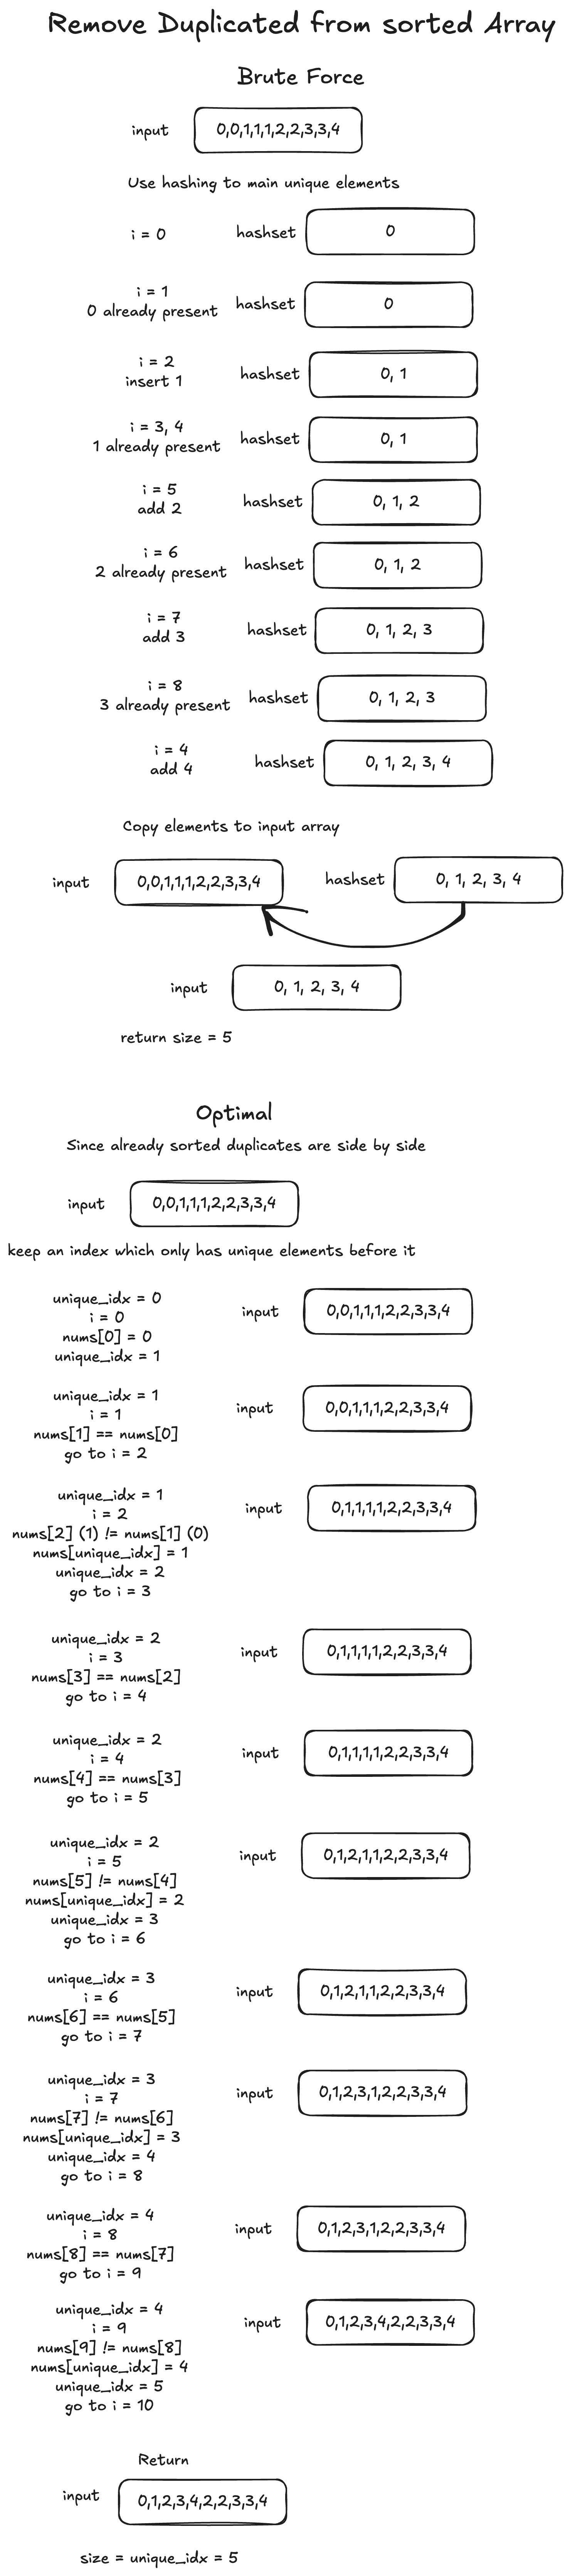 Remove Duplicated from sorted Array
Brute Force
input
0,0,1,1,1,2,2,3,3,4
Use hashing to main unique elements
i = 0
hashset
0
i = 1
0 already present
hashset
0
i = 2
insert 1
hashset
0, 1
i = 3, 4
1 already present
hashset
0, 1
i = 5
add 2
hashset
0, 1, 2
i = 6
2 already present
hashset
0, 1, 2
i = 7
add 3
hashset
0, 1, 2, 3
i = 8
3 already present
hashset
0, 1, 2, 3
i = 4
add 4
hashset
0, 1, 2, 3, 4
Copy elements to input array
input
0,0,1,1,1,2,2,3,3,4
hashset
0, 1, 2, 3, 4
input
0, 1, 2, 3, 4
return size = 5
Optimal
Since already sorted duplicates are side by side
input
0,0,1,1,1,2,2,3,3,4
keep an index which only has unique elements before it
unique_idx = 0
i = 0
nums[0] = 0
unique_idx = 1
input
0,0,1,1,1,2,2,3,3,4
unique_idx = 1
i = 1
nums[1] == nums[0]
go to i = 2
input
0,0,1,1,1,2,2,3,3,4
unique_idx = 1
i = 2
nums[2] (1) != nums[1] (0)
nums[unique_idx] = 1
unique_idx = 2
go to i = 3
input
0,1,1,1,1,2,2,3,3,4
unique_idx = 2
i = 3
nums[3] == nums[2]
go to i = 4
input
0,1,1,1,1,2,2,3,3,4
unique_idx = 2
i = 4
nums[4] == nums[3]
go to i = 5
input
0,1,1,1,1,2,2,3,3,4
unique_idx = 2
i = 5
nums[5] != nums[4]
nums[unique_idx] = 2
unique_idx = 3
go to i = 6
input
0,1,2,1,1,2,2,3,3,4
unique_idx = 3
i = 6
nums[6] == nums[5]
go to i = 7
input
0,1,2,1,1,2,2,3,3,4
unique_idx = 3
i = 7
nums[7] != nums[6]
nums[unique_idx] = 3
unique_idx = 4
go to i = 8
input
0,1,2,3,1,2,2,3,3,4
unique_idx = 4
i = 8
nums[8] == nums[7]
go to i = 9
input
0,1,2,3,1,2,2,3,3,4
unique_idx = 4
i = 9
nums[9] != nums[8]
nums[unique_idx] = 4
unique_idx = 5
go to i = 10
input
0,1,2,3,4,2,2,3,3,4
Return
input
0,1,2,3,4,2,2,3,3,4
size = unique_idx = 5